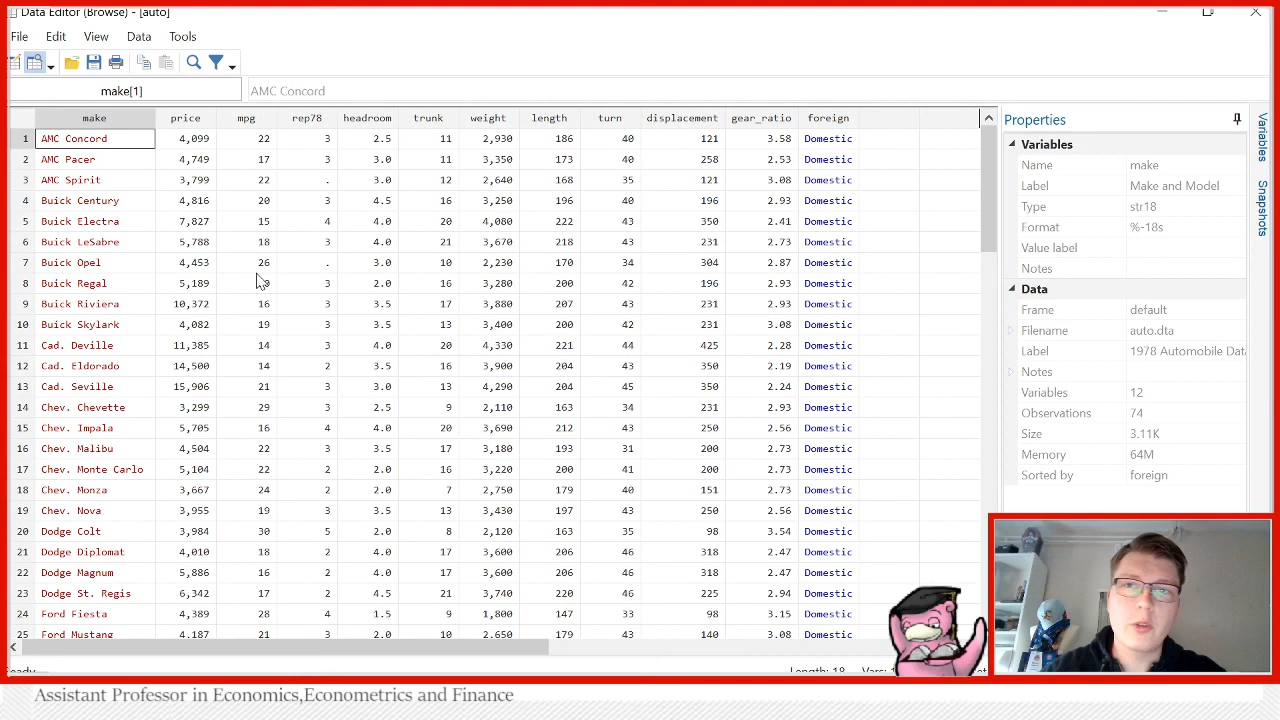 Data Editor (Browse) - [auto]
File Edit View Data Tools
make[1] AMC Concord
make price mpg rep78 headroom trunk weight length turn displacement gear_ratio foreign
1 AMC Concord 4,099 22 3 2.5 11 2,930 186 40 121 3.58 Domestic
2 AMC Pacer 4,749 17 3 3.0 11 3,350 173 40 258 2.53 Domestic
3 AMC Spirit 3,799 22 . 3.0 12 2,640 168 35 121 3.08 Domestic
4 Buick Century 4,816 20 3 4.5 16 3,250 196 40 196 2.93 Domestic
5 Buick Electra 7,827 15 4 4.0 20 4,080 222 43 350 2.41 Domestic
6 Buick LeSabre 5,788 18 3 4.0 21 3,670 218 43 231 2.73 Domestic
7 Buick Opel 4,453 26 . 3.0 10 2,230 170 34 304 2.87 Domestic
8 Buick Regal 5,189 3 2.0 16 3,280 200 42 196 2.93 Domestic
9 Buick Riviera 10,372 16 3 3.5 17 3,880 207 43 231 2.93 Domestic
10 Buick Skylark 4,082 19 3 3.5 13 3,400 200 42 231 3.08 Domestic
11 Cad. Deville 11,385 14 3 4.0 20 4,330 221 44 425 2.28 Domestic
12 Cad. Eldorado 14,500 14 2 3.5 16 3,900 204 43 350 2.19 Domestic
13 Cad. Seville 15,906 21 3 3.0 13 4,290 204 45 350 2.24 Domestic
14 Chev. Chevette 3,299 29 3 2.5 9 2,110 163 34 231 2.93 Domestic
15 Chev. Impala 5,705 16 4 4.0 20 3,690 212 43 250 2.56 Domestic
16 Chev. Malibu 4,504 22 3 3.5 17 3,180 193 31 200 2.73 Domestic
17 Chev. Monte Carlo 5,104 22 2 2.0 16 3,220 200 41 200 2.73 Domestic
18 Chev. Monza 3,667 24 2 2.0 7 2,750 179 40 151 2.73 Domestic
19 Chev. Nova 3,955 19 3 3.5 13 3,430 197 43 250 2.56 Domestic
20 Dodge Colt 3,984 30 5 2.0 8 2,120 163 35 98 3.54 Domestic
21 Dodge Diplomat 4,010 18 2 4.0 17 3,600 206 46 318 2.47 Domestic
22 Dodge Magnum 5,886 16 2 4.0 17 3,600 206 46 318 2.47 Domestic
23 Dodge St. Regis 6,342 17 2 4.5 21 3,740 220 46 225 2.94 Domestic
24 Ford Fiesta 4,389 28 4 1.5 9 1,800 147 33 98 3.15 Domestic
25 Ford Mustang 4,187 21 3 2.0 10 2,650 179 43 140 3.08 Domestic
Length: 18 Vars:
Properties
Variables
Name make
Label Make and Model
Type str18
Format %-18s
Value label
Notes
Data
Frame default
Filename auto.dta
Label 1978 Automobile Data
Notes
Variables 12
Observations 74
Size 3.11K
Memory 64M
Sorted by foreign
Variables
Snapshots
Assistant Professor in Economics,Econometrics and Finance